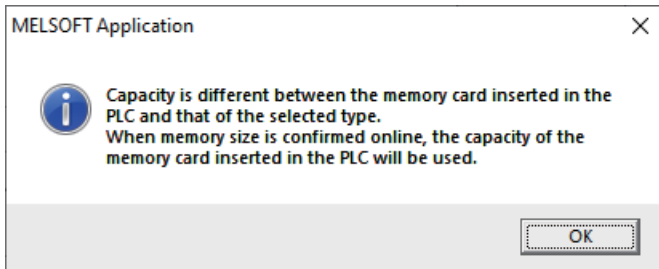 MELSOFT Application
Capacity is different between the memory card inserted in the
PLC and that of the selected type.
When memory size is confirmed online, the capacity of the
memory card inserted in the PLC will be used.
OK